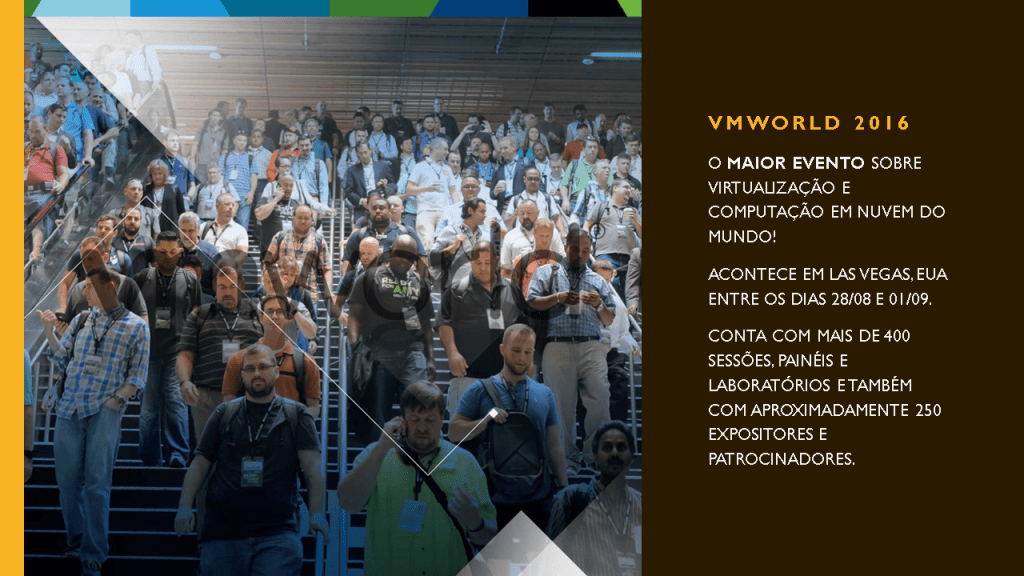 VMWORLD 2016
O MAIOR EVENTO SOBRE
VIRTUALIZAÇÃO E
COMPUTAÇÃO EM NUVEM DO
MUNDO!
ACONTECE EM LAS VEGAS, EUA
ENTRE OS DIAS 28/08 E 01/09.
CONTA COM MAIS DE 400
SESSÕES, PAINÉIS E
LABORATÓRIOS E TAMBÉM
COM APROXIMADAMENTE 250
EXPOSITORES E
PATROCINADORES.